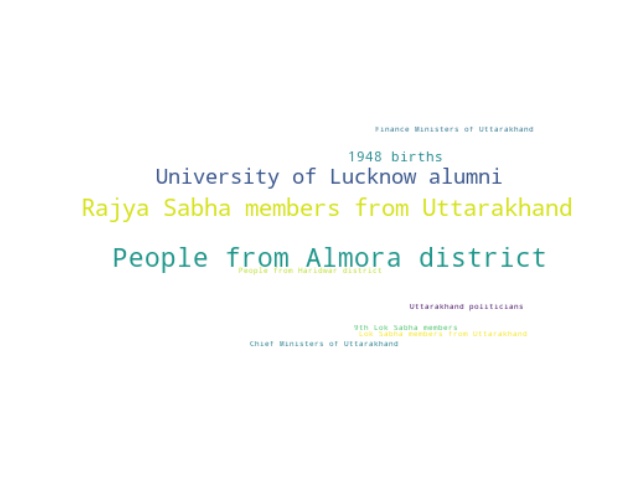 Finance Ministers of Uttarakhand
1948 births
University of Lucknow alumni
Rajya Sabha members from Uttarakhand
People from Almora district
People from Haridwar district
Uttarakhand politicians
9th Lok Sabha members
Lok Sabha members from Uttarakhand
Chief Ministers of Uttarakhand